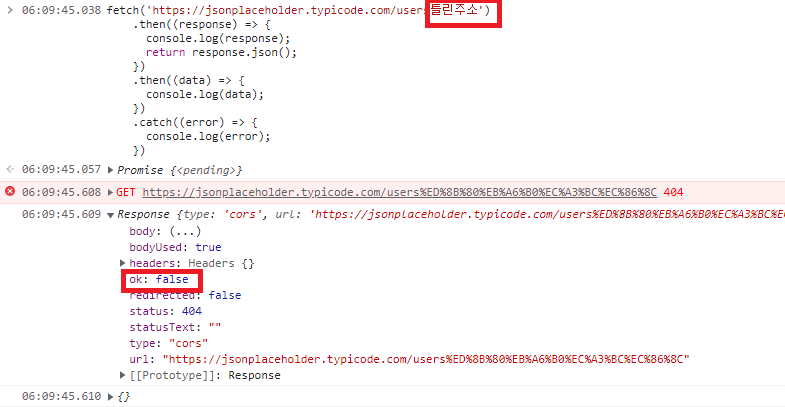 06:09:45.038 fetch('https://jsonplaceholder.typicode.com/users틀린주소')
.then((response) => {
console.log(response);
return response.json();
})
.then((data) => {
console.log(data);
})
.catch((error) => {
console.log(error);
})
06:09:45.057 Promise {<pending>}
06:09:45.608 GET https://jsonplaceholder.typicode.com/users%ED%8B%80%EB%A6%B0%EC%A3%BC%EC%86%8C 404
06:09:45.609 Response {type: 'cors', url: 'https://jsonplaceholder.typicode.com/users%ED%8B%80%EB%A6%B0%EC%A3%BC%EC
body: (...)
bodyUsed: true
headers: Headers {}
ok: false
redirected: false
status: 404
statusText: ""
type: "cors"
url: "https://jsonplaceholder.typicode.com/users%ED%8B%80%EB%A6%B0%EC%A3%BC%EC%86%8C"
[[Prototype]]: Response
06:09:45.610 {}